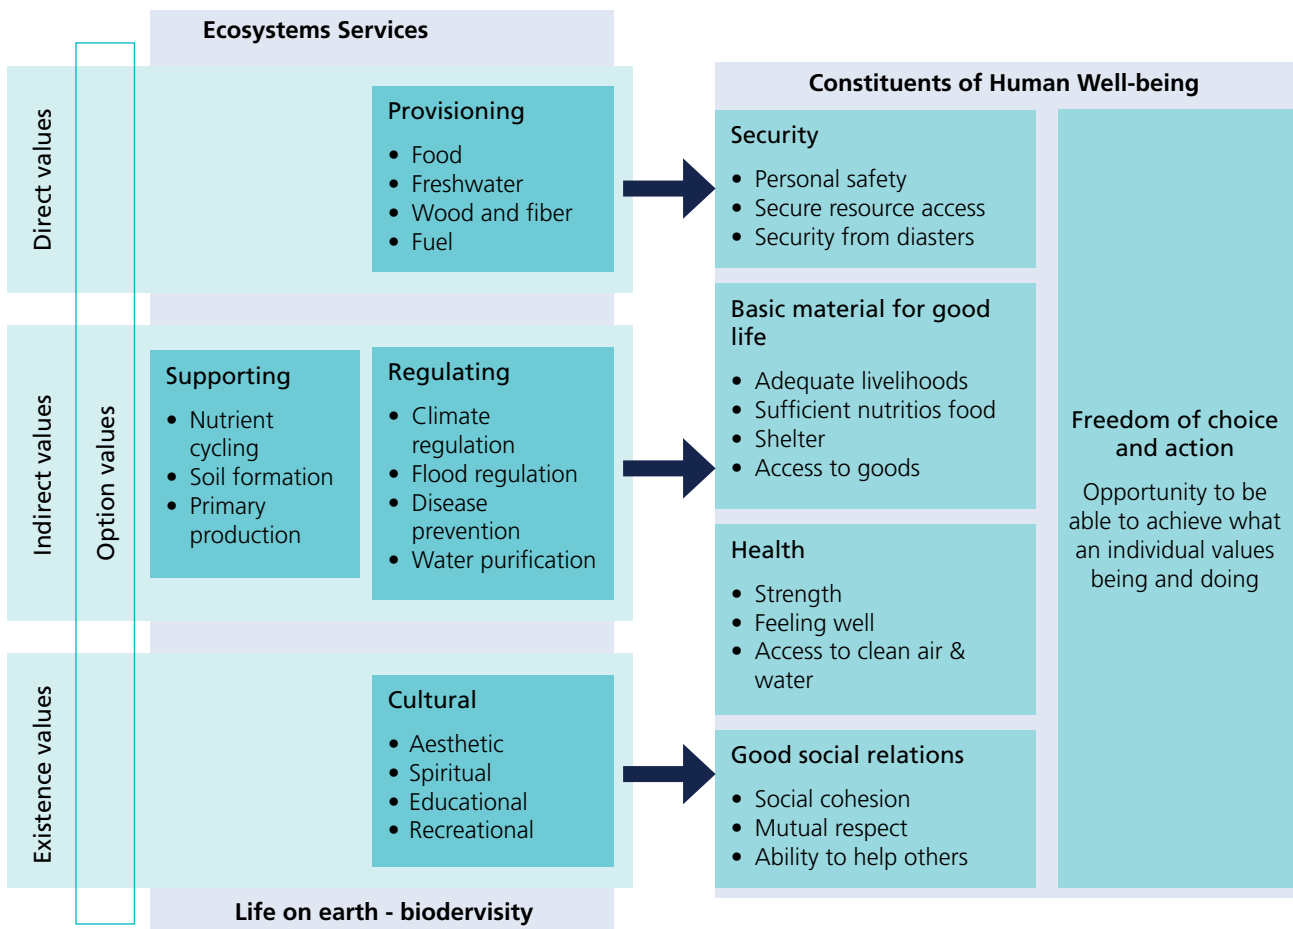 Ecosystems Services
Direct values
Indirect values
Existence values
Option values
Provisioning
• Food
• Freshwater
• Wood and fiber
• Fuel
Supporting
• Nutrient
cycling
• Soil formation
• Primary
production
Regulating
• Climate
regulation
• Flood regulation
• Disease
prevention
• Water purification
Cultural
• Aesthetic
• Spiritual
• Educational
• Recreational
Life on earth - biodervisity
Constituents of Human Well-being
Security
• Personal safety
• Secure resource access
• Security from diasters
Basic material for good
life
• Adequate livelihoods
• Sufficient nutritios food
• Shelter
• Access to goods
Health
• Strength
• Feeling well
• Access to clean air &
water
Good social relations
• Social cohesion
• Mutual respect
• Ability to help others
Freedom of choice
and action
Opportunity to be
able to achieve what
an individual values
being and doing